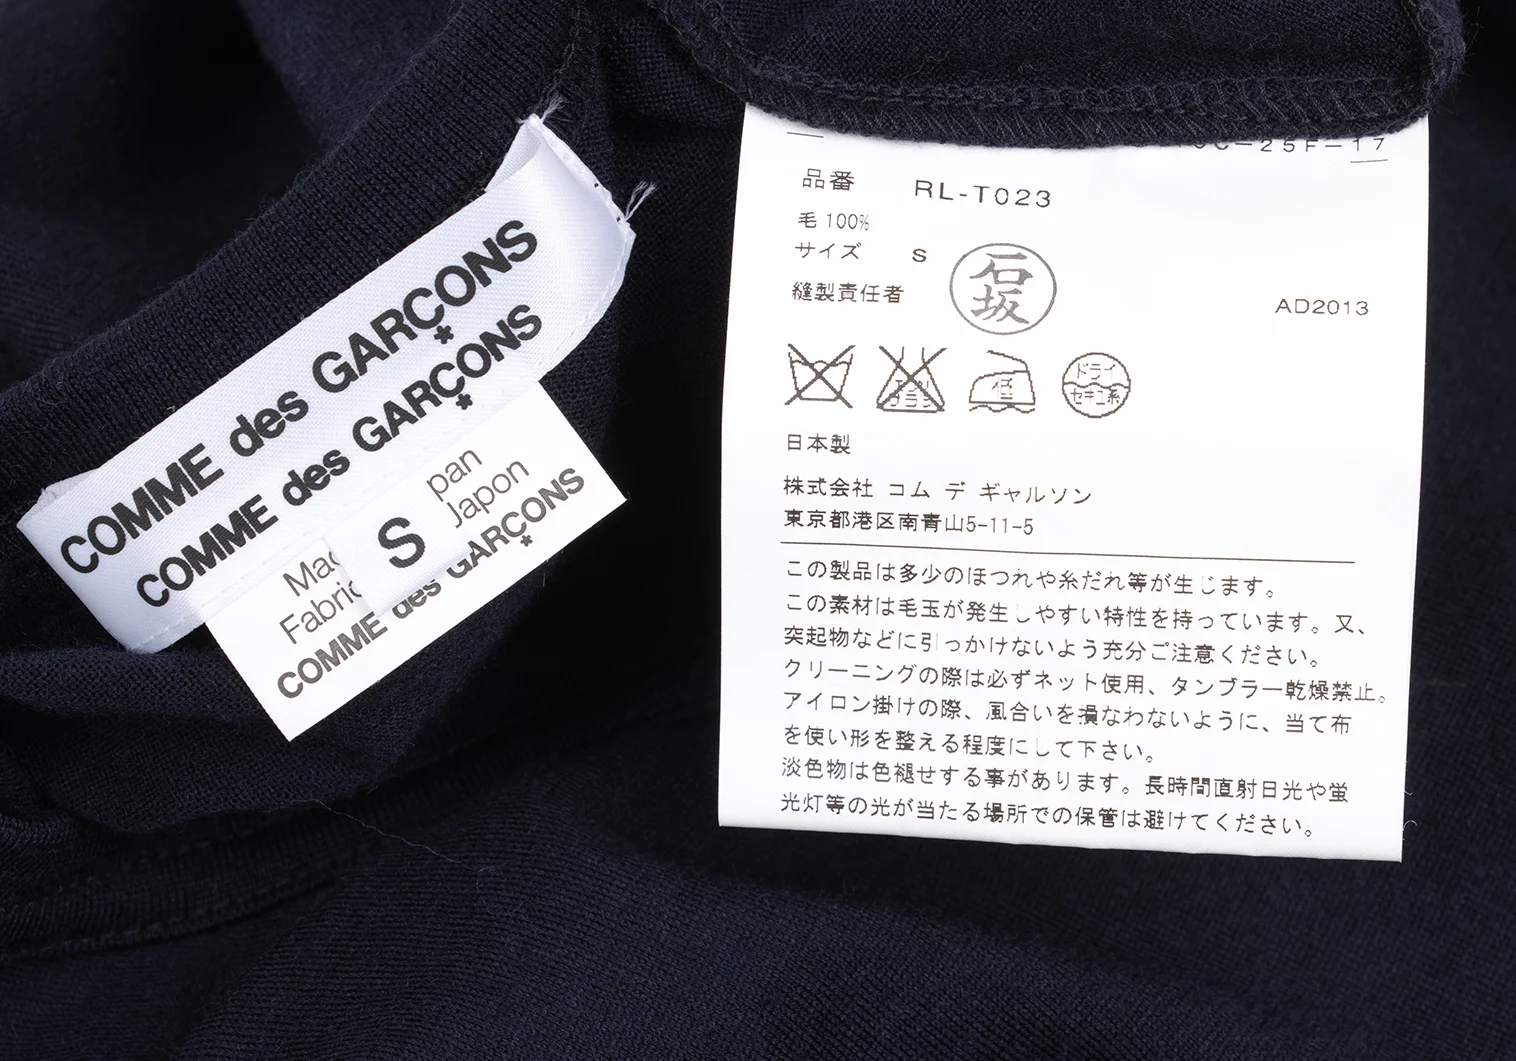 COMME des GARÇONS
*
COMME des GARÇONS
*
S
pan
Japon
Fabri
COMME des GARÇONS
*
C-25F-17
品番 RL-T023
毛 100%
サイズ S
石坂
縫製責任者
AD2013
エンソ
サラシ
低
ドライ
セキユ系
日本製
株式会社 コム デ ギャルソン
東京都港区南青山5-11-5
この製品は多少のほつれや糸だれ等が生じます。
この素材は毛玉が発生しやすい特性を持っています。又、
突起物などに引っかけないよう充分ご注意ください。
クリーニングの際は必ずネット使用、タンブラー乾燥禁止。
アイロン掛けの際、風合いを損なわないように、当て布
を使い形を整える程度にして下さい。
淡色物は色褪せする事があります。長時間直射日光や蛍
光灯等の光が当たる場所での保管は避けてください。